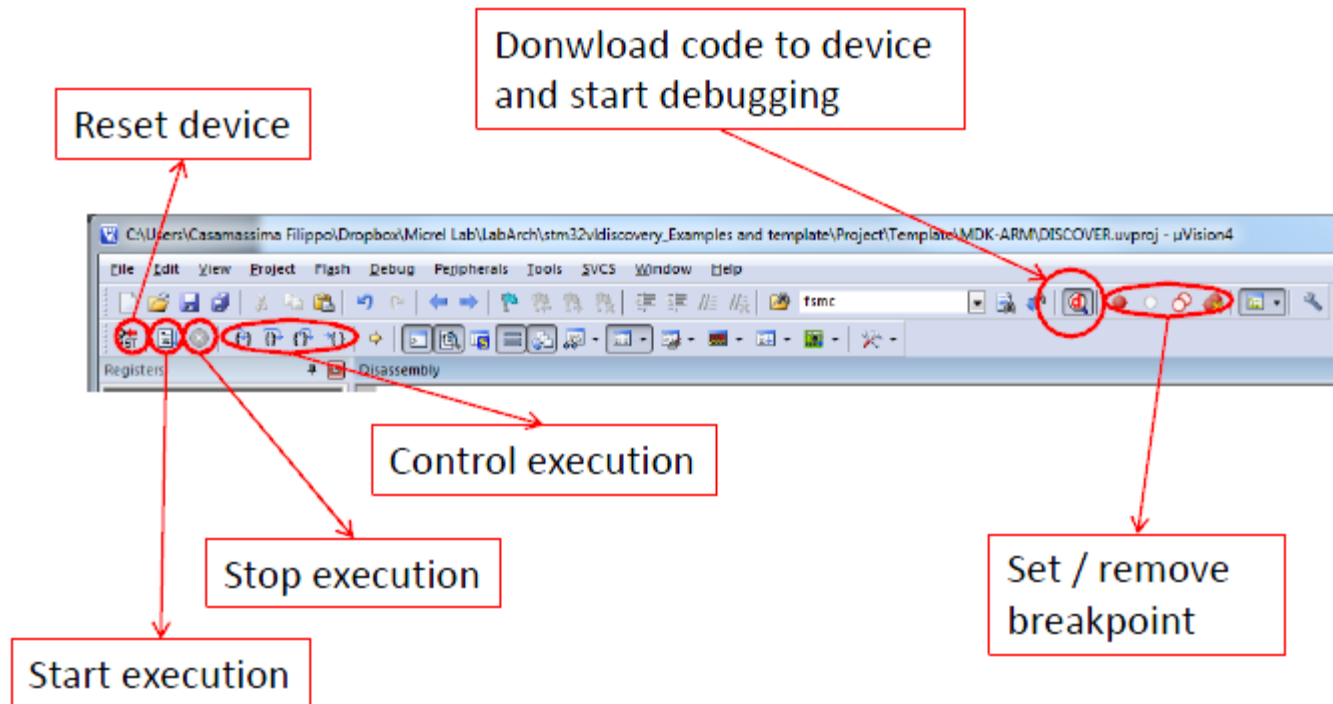 Donwload code to device
and start debugging
Reset device
C:\Users\Casamassima Filippo\Dropbox\Micrel Lab\LabArch\stm32vldiscovery_Examples and template\Project\Template\MDK-ARM\DISCOVER.uvproj - µVision4
File Edit View Project Flash Debug Peripherals Tools SVCS Window Help
fsmc
RST
Registers Disassembly
Control execution
Stop execution
Set / remove
breakpoint
Start execution